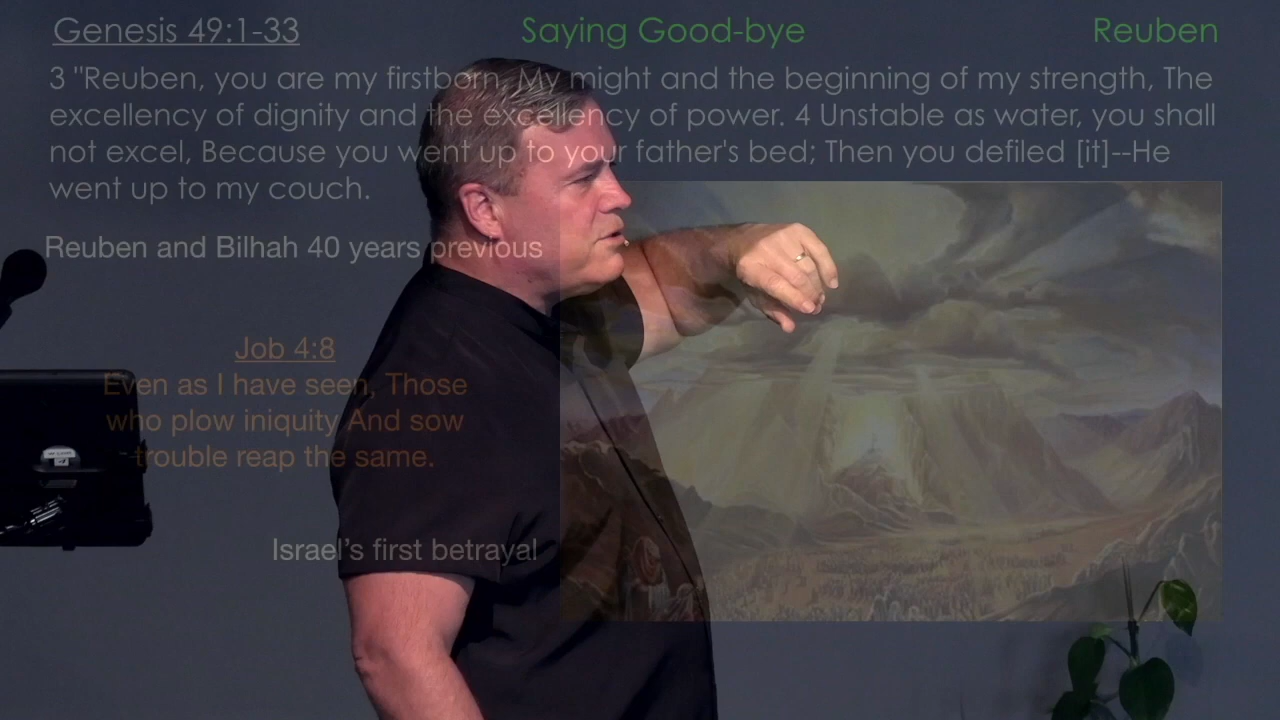 Genesis 49:1-33 Saying Good-bye Reuben
3 "Reuben, you are my firstborn, My might and the beginning of my strength, The
excellency of dignity and the excellency of power. 4 Unstable as water, you shall
not excel, Because you went up to your father's bed; Then you defiled [it]--He
went up to my couch.
Reuben and Bilhah 40 years previous
Job 4:8
Even as I have seen, Those
who plow iniquity And sow
trouble reap the same.
Israel's first betrayal